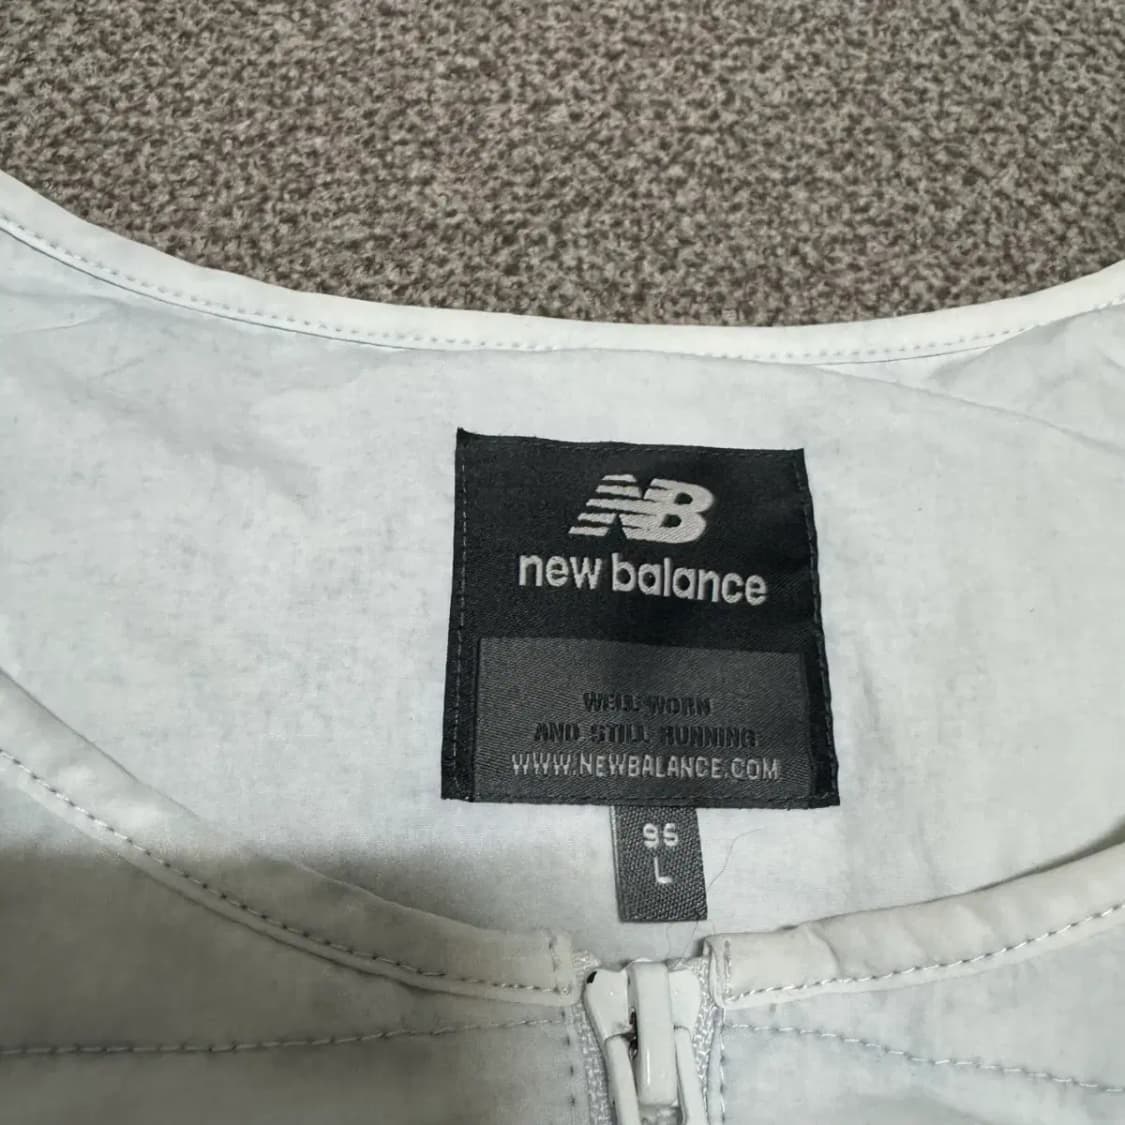 NB
new balance
WELL WORN
AND STILL RUNNING
WWW.NEWBALANCE.COM
95
L